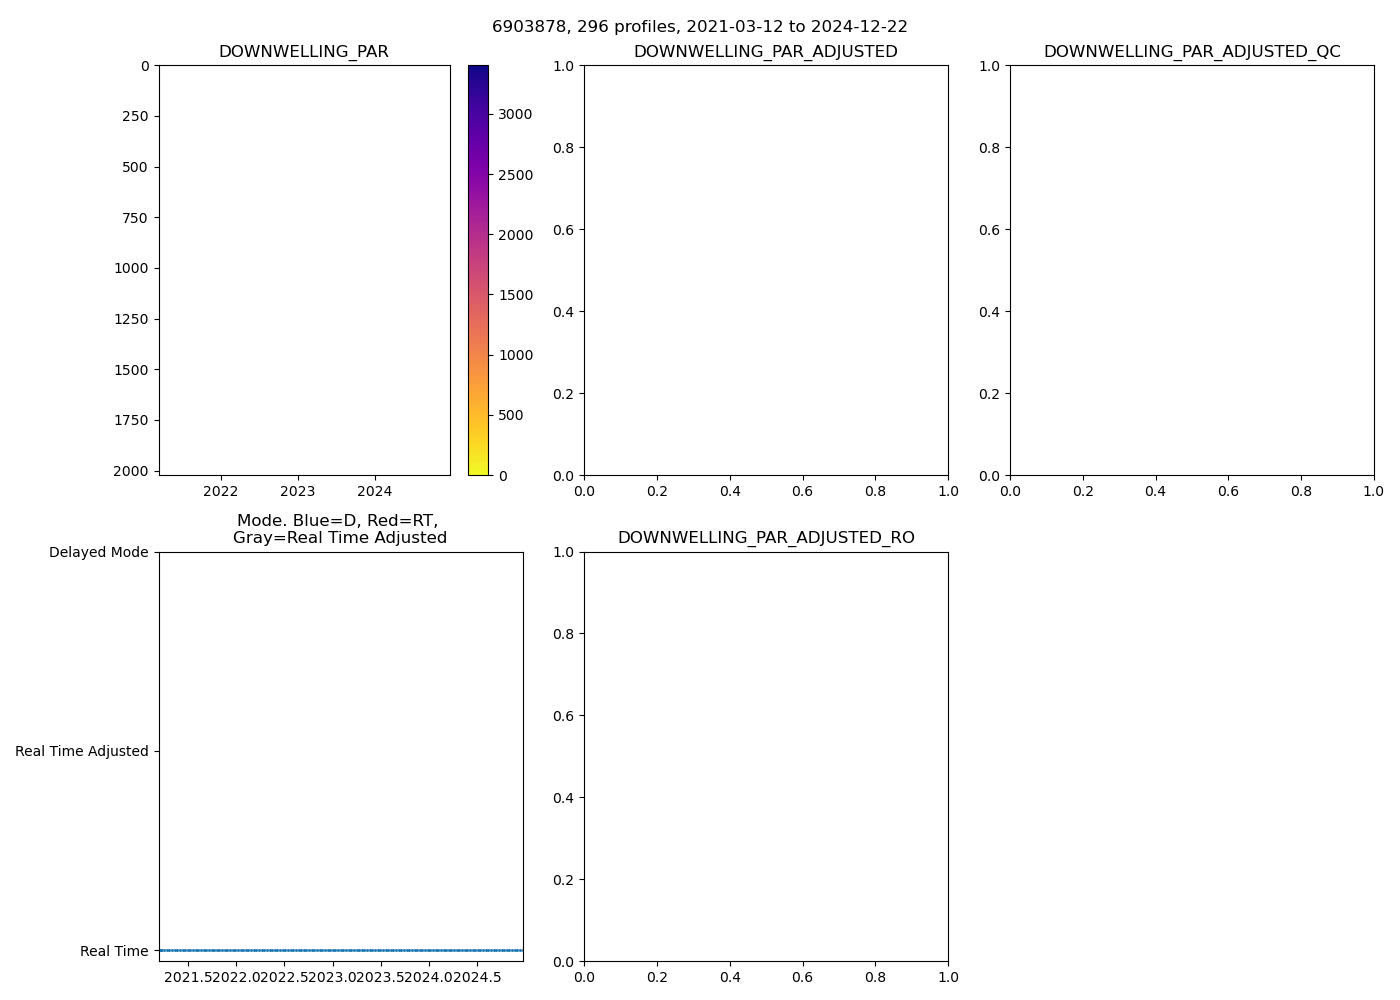 6903878, 296 profiles, 2021-03-12 to 2024-12-22
DOWNWELLING_PAR
0
250
500
750
1000
1250
1500
1750
2000
2022 2023 2024
3000
2500
2000
1500
1000
500
0
DOWNWELLING_PAR_ADJUSTED
1.0
0.8
0.6
0.4
0.2
0.0
0.0 0.2 0.4 0.6 0.8 1.0
DOWNWELLING_PAR_ADJUSTED_QC
1.0
0.8
0.6
0.4
0.2
0.0
0.0 0.2 0.4 0.6 0.8 1.0
Mode. Blue=D, Red=RT,
Gray=Real Time Adjusted
Delayed Mode
Real Time Adjusted
Real Time
2021.5 2022.0 2022.5 2023.0 2023.5 2024.0 2024.5
DOWNWELLING_PAR_ADJUSTED_RO
1.0
0.8
0.6
0.4
0.2
0.0
0.0 0.2 0.4 0.6 0.8 1.0